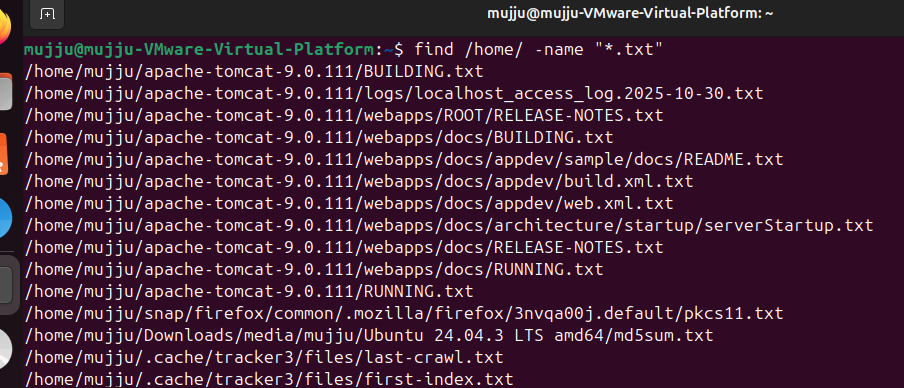 mujju@mujju-VMware-Virtual-Platform: ~
mujju@mujju-VMware-Virtual-Platform:~$ find /home/ -name "*.txt"
/home/mujju/apache-tomcat-9.0.111/BUILDING.txt
/home/mujju/apache-tomcat-9.0.111/logs/localhost_access_log.2025-10-30.txt
/home/mujju/apache-tomcat-9.0.111/webapps/ROOT/RELEASE-NOTES.txt
/home/mujju/apache-tomcat-9.0.111/webapps/docs/BUILDING.txt
/home/mujju/apache-tomcat-9.0.111/webapps/docs/appdev/sample/docs/README.txt
/home/mujju/apache-tomcat-9.0.111/webapps/docs/appdev/build.xml.txt
/home/mujju/apache-tomcat-9.0.111/webapps/docs/appdev/web.xml.txt
/home/mujju/apache-tomcat-9.0.111/webapps/docs/architecture/startup/serverStartup.txt
/home/mujju/apache-tomcat-9.0.111/webapps/docs/RELEASE-NOTES.txt
/home/mujju/apache-tomcat-9.0.111/webapps/docs/RUNNING.txt
/home/mujju/apache-tomcat-9.0.111/RUNNING.txt
/home/mujju/snap/firefox/common/.mozilla/firefox/3nvqa00j.default/pkcs11.txt
/home/mujju/Downloads/media/mujju/Ubuntu 24.04.3 LTS amd64/md5sum.txt
/home/mujju/.cache/tracker3/files/last-crawl.txt
/home/mujju/.cache/tracker3/files/first-index.txt